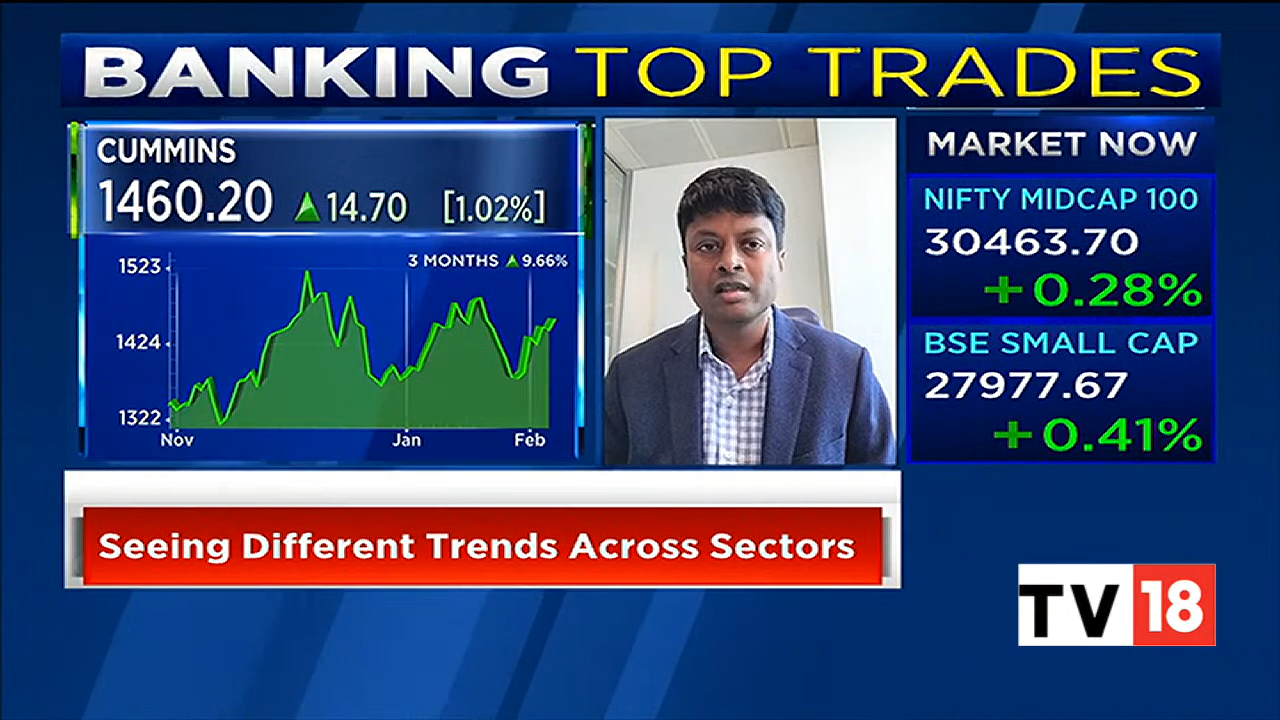 BANKING TOP TRADES
CUMMINS
1460.20 ▲14.70 [1.02%]
3 MONTHS ▲9.66%
1523
1424
1322
Nov Jan Feb
MARKET NOW
NIFTY MIDCAP 100
30463.70
+0.28%
BSE SMALL CAP
27977.67
+0.41%
Seeing Different Trends Across Sectors
TV18